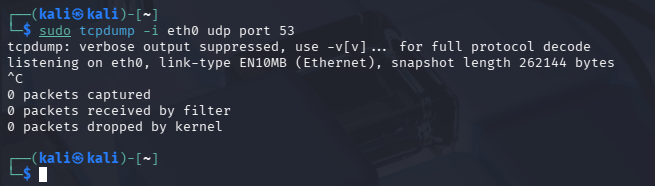 ┌──(kali㉿kali)-[~]
└─$ sudo tcpdump -i eth0 udp port 53
tcpdump: verbose output suppressed, use -v[v]... for full protocol decode
listening on eth0, link-type EN10MB (Ethernet), snapshot length 262144 bytes
^C
0 packets captured
0 packets received by filter
0 packets dropped by kernel
┌──(kali㉿kali)-[~]
└─$